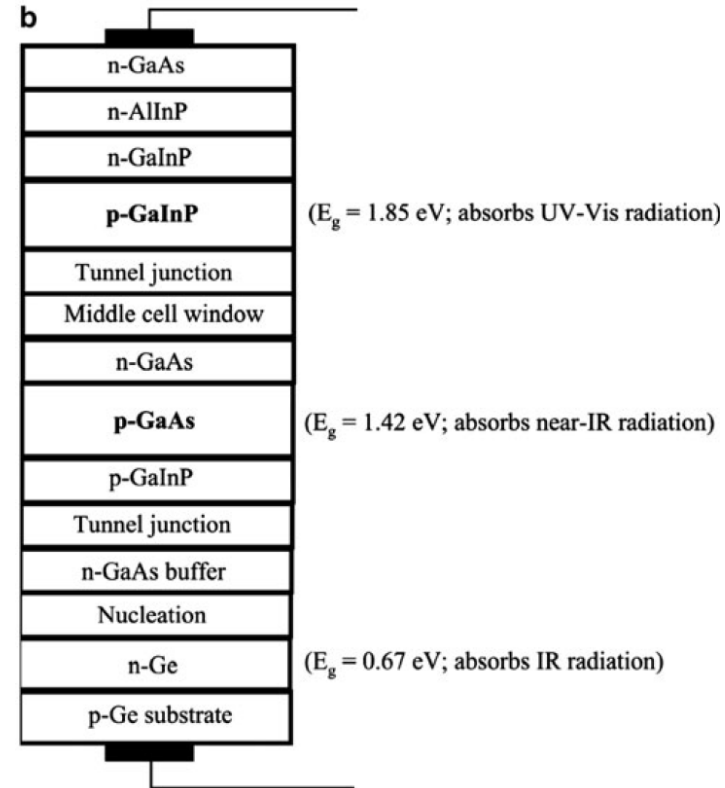 b
n-GaAs
n-AlInP
n-GaInP
p-GaInP (Eg = 1.85 eV; absorbs UV-Vis radiation)
Tunnel junction
Middle cell window
n-GaAs
p-GaAs (Eg = 1.42 eV; absorbs near-IR radiation)
p-GaInP
Tunnel junction
n-GaAs buffer
Nucleation
n-Ge (Eg = 0.67 eV; absorbs IR radiation)
p-Ge substrate